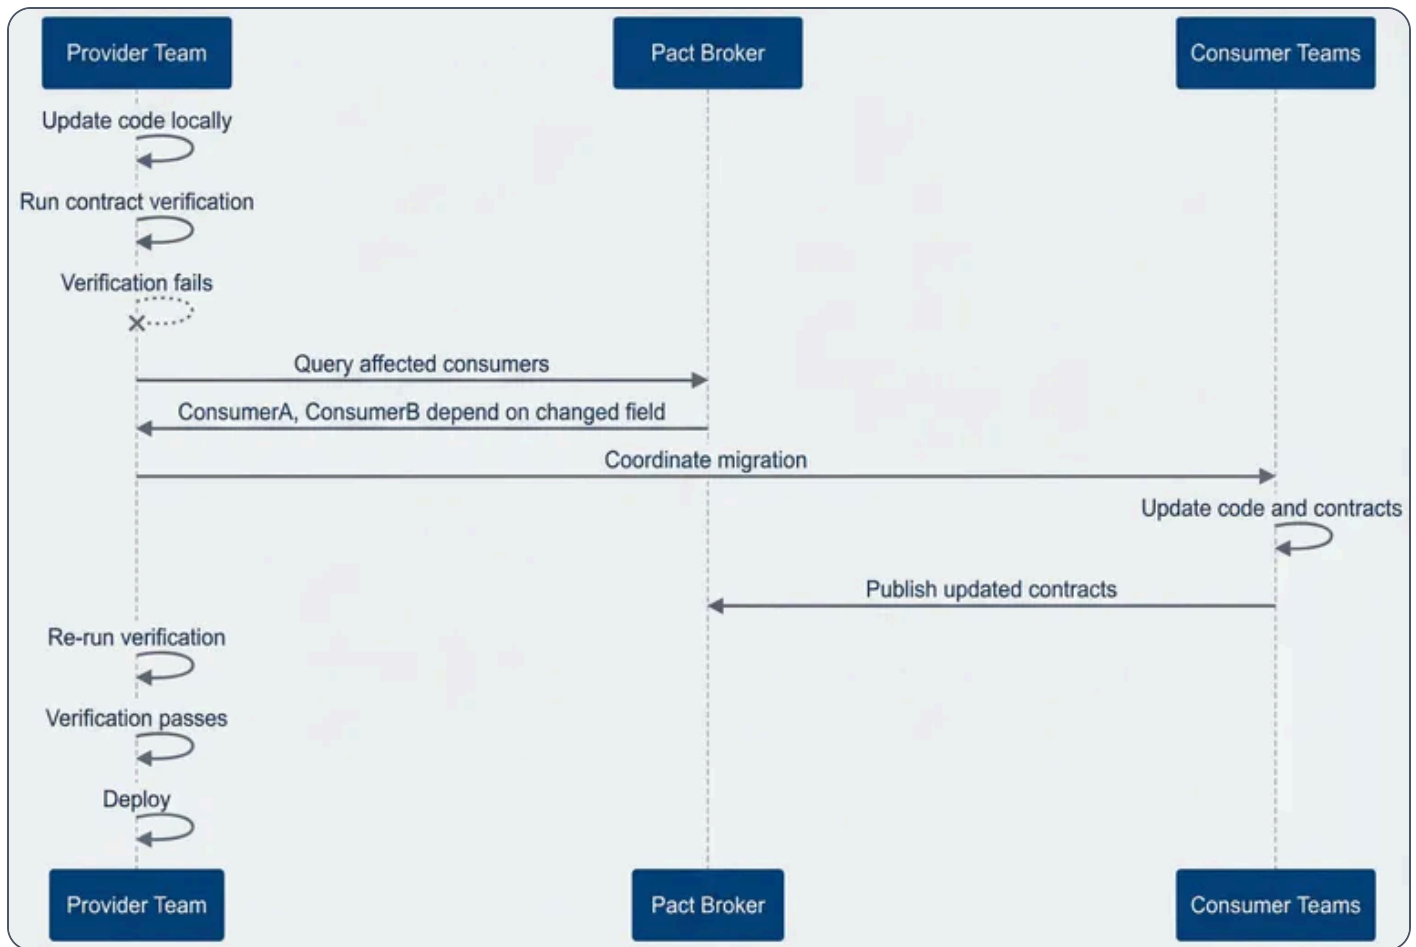 Provider Team
Pact Broker
Consumer Teams
Update code locally
Run contract verification
Verification fails
Query affected consumers
ConsumerA, ConsumerB depend on changed field
Coordinate migration
Update code and contracts
Publish updated contracts
Re-run verification
Verification passes
Deploy
Provider Team
Pact Broker
Consumer Teams